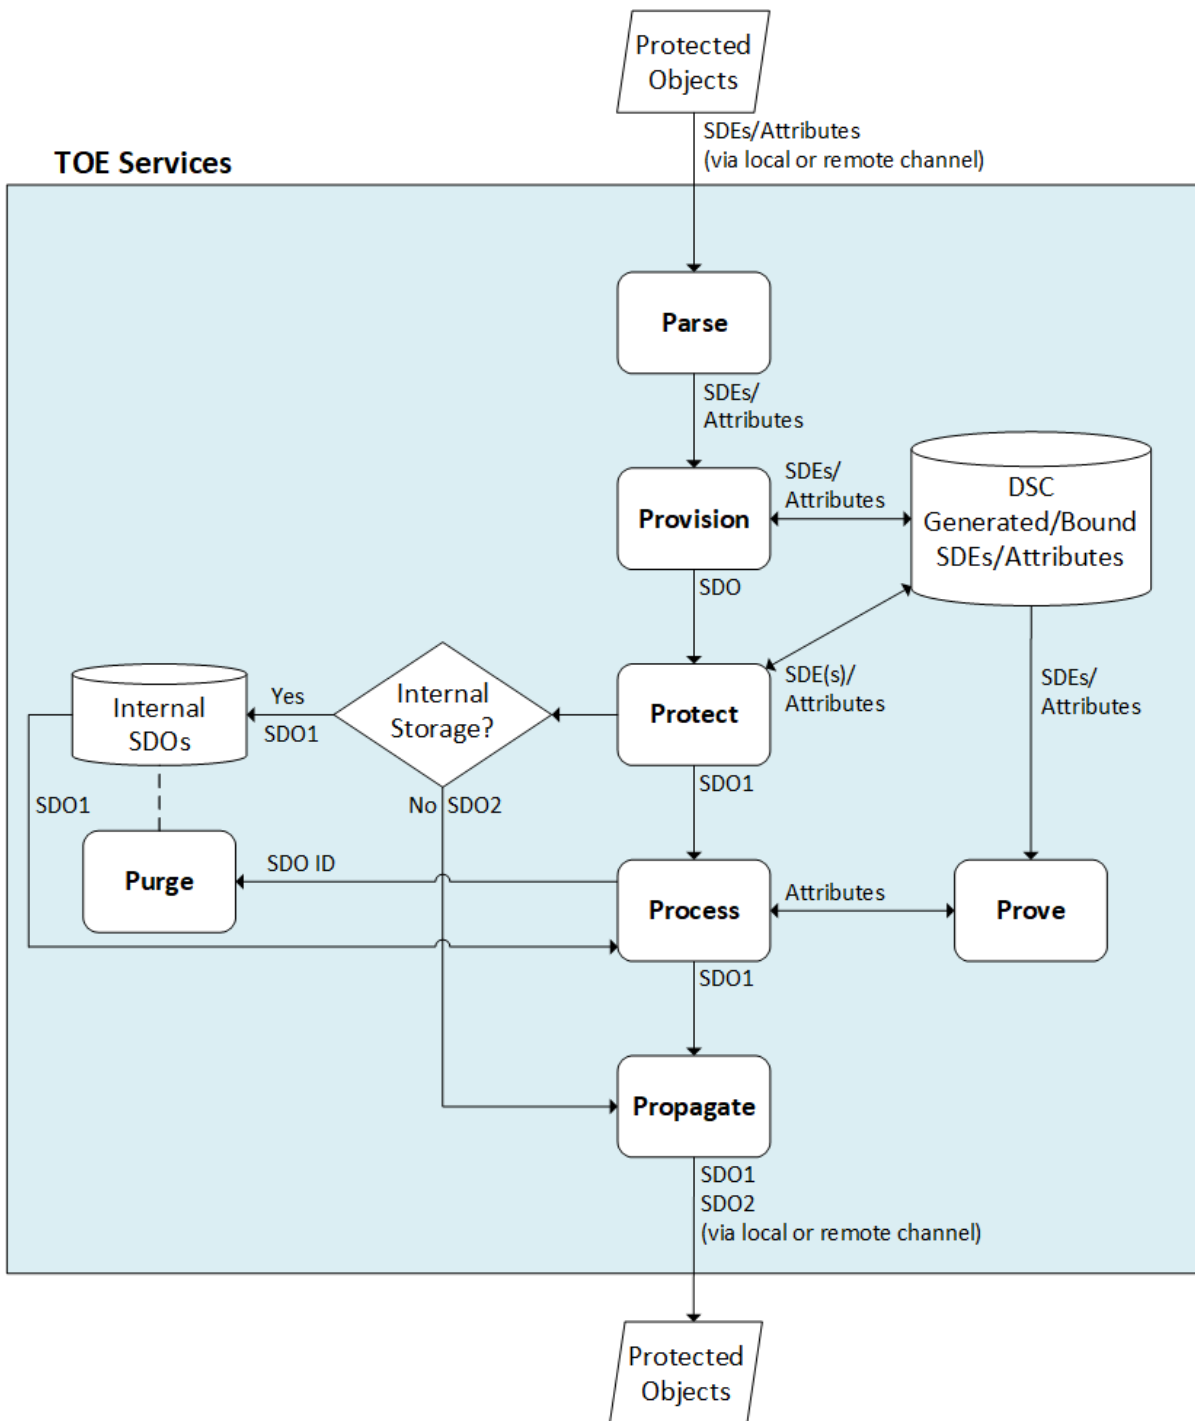 Protected
Objects
SDEs/Attributes
(via local or remote channel)
TOE Services
Parse
SDEs/
Attributes
Provision
SDEs/
Attributes
DSC
Generated/Bound
SDEs/Attributes
SDO
Internal
SDOs
Yes
SDO1
Internal
Storage?
Protect
SDE(s)/
Attributes
SDEs/
Attributes
SDO1
No
SDO2
SDO1
Purge
SDO ID
Process
Attributes
Prove
SDO1
Propagate
SDO1
SDO2
(via local or remote channel)
Protected
Objects